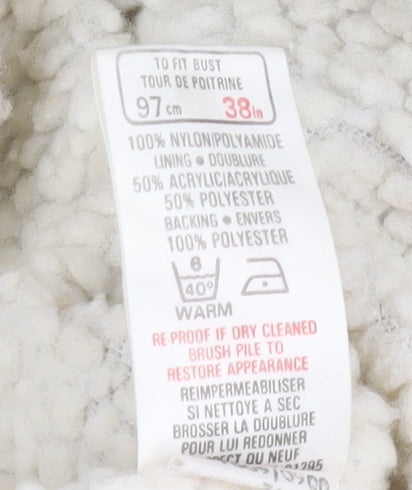 TO FIT BUST
TOUR DE POITRINE
97cm 38in
100% NYLON/POLYAMIDE
LINING ● DOUBLURE
50% ACRYLIC/ACRYLIQUE
50% POLYESTER
BACKING ● ENVERS
100% POLYESTER
6
40°
WARM
RE-PROOF IF DRY CLEANED
BRUSH PILE TO
RESTORE APPEARANCE
REIMPERMEABILISER
SI NETTOYE A SEC
BROSSER LA DOUBLURE
POUR LUI REDONNER
DU NEUF